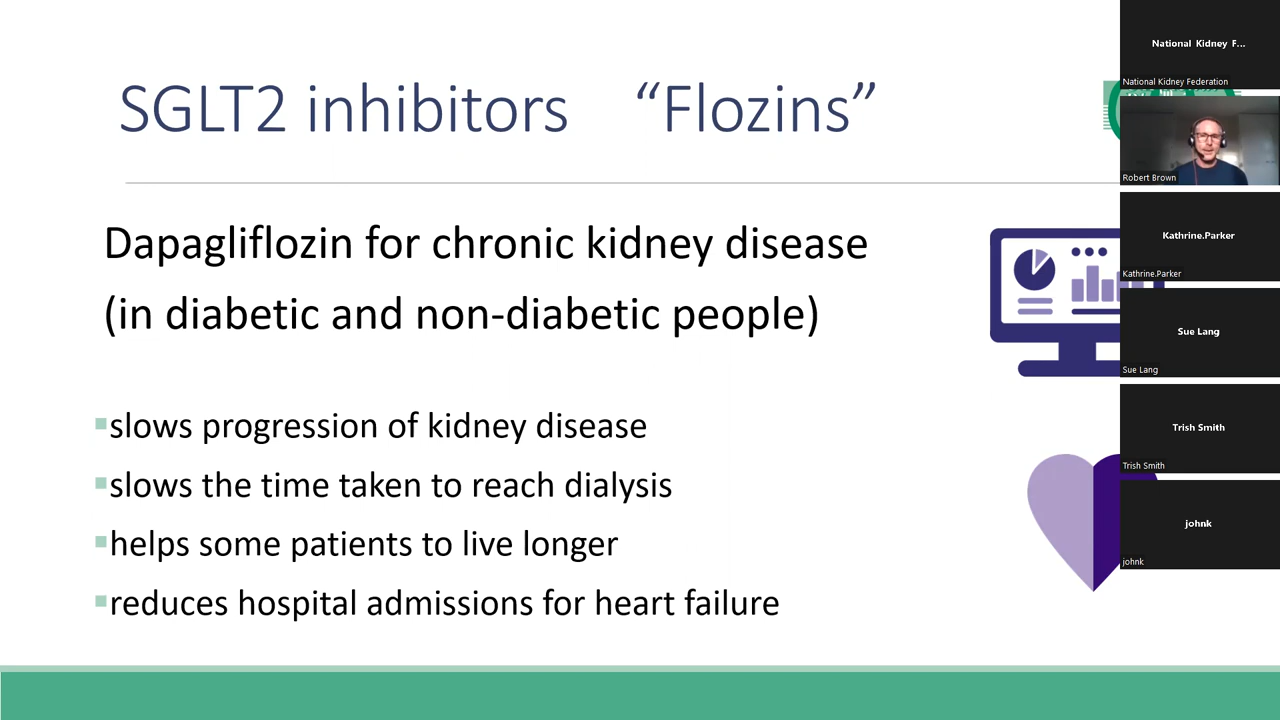 SGLT2 inhibitors “Flozins”
Dapagliflozin for chronic kidney disease
(in diabetic and non-diabetic people)
▪slows progression of kidney disease
▪slows the time taken to reach dialysis
▪helps some patients to live longer
▪reduces hospital admissions for heart failure
National Kidney F...
National Kidney Federation
Robert Brown
Kathrine.Parker
Kathrine.Parker
Sue Lang
Sue Lang
Trish Smith
Trish Smith
johnk
johnk